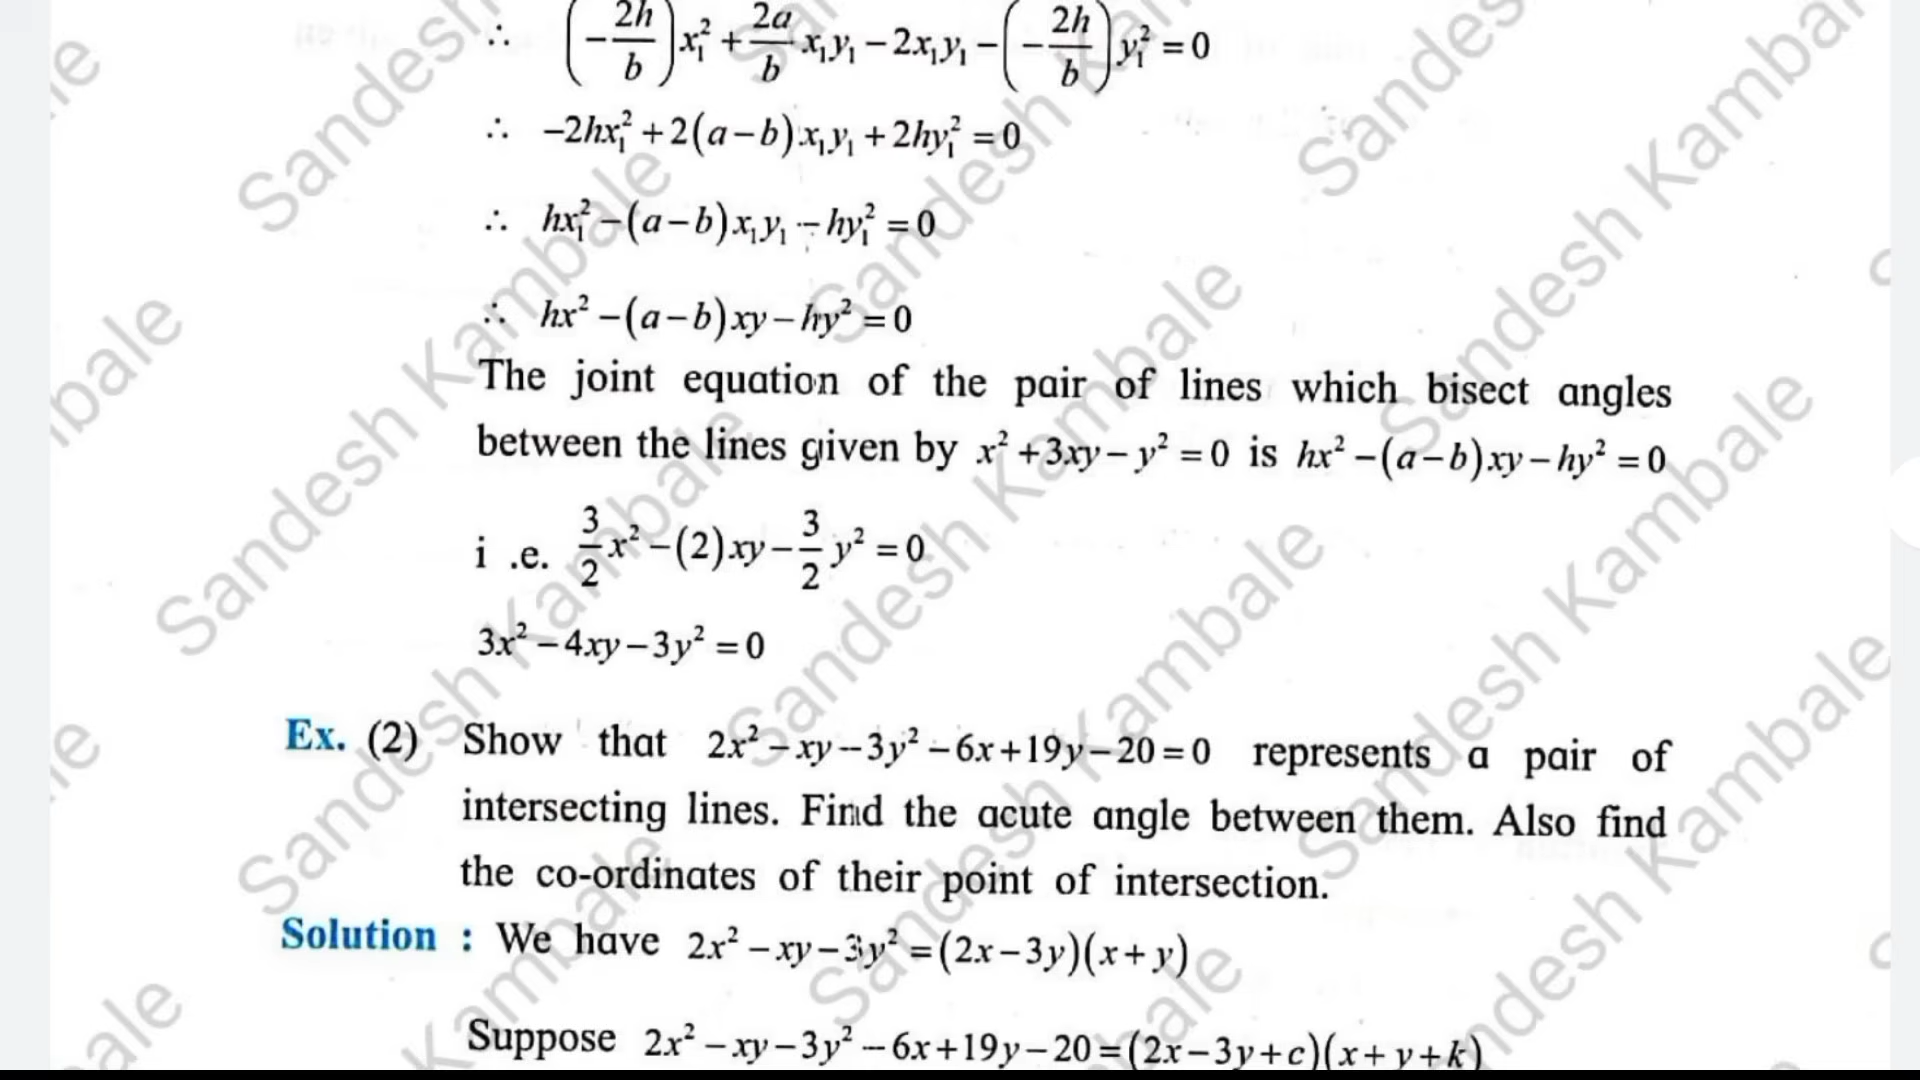 ∴ (−2h/b)x₁² + 2a/b x₁y₁ − 2x₁y₁ − (−2h/b)y₁² = 0
∴ −2hx₁² + 2(a−b)x₁y₁ + 2hy₁² = 0
∴ hx₁² − (a−b)x₁y₁ − hy₁² = 0
∴ hx² − (a−b)xy − hy² = 0
The joint equation of the pair of lines which bisect angles
between the lines given by x² + 3xy − y² = 0 is hx² − (a−b)xy − hy² = 0
i .e. 3/2 x² − (2)xy − 3/2 y² = 0
3x² − 4xy − 3y² = 0
Ex. (2) Show that 2x² − xy − 3y² − 6x + 19y − 20 = 0 represents a pair of
intersecting lines. Find the acute angle between them. Also find
the co-ordinates of their point of intersection.
Solution : We have 2x² − xy − 3y² = (2x − 3y)(x + y)
Suppose 2x² − xy − 3y² − 6x + 19y − 20 = (2x − 3y + c)(x + y + k)
Sandesh Kambale